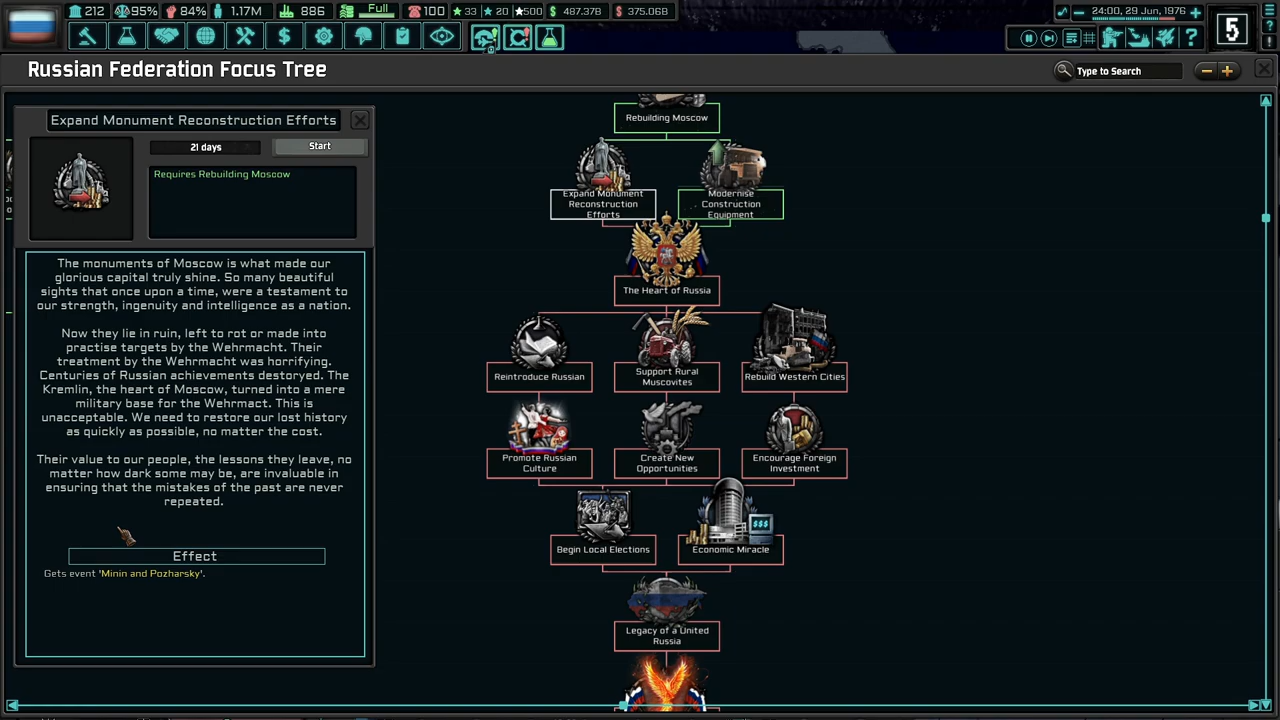 212 95% 84% 1.17M 886 Full 100 33 20 500 $ 487.37B $ 375.06B 24:00, 29 Jun, 1976
5
Russian Federation Focus Tree
Type to Search
Expand Monument Reconstruction Efforts
21 days
Start
Requires Rebuilding Moscow
The monuments of Moscow is what made our
glorious capital truly shine. So many beautiful
sights that once upon a time, were a testament to
our strength, ingenuity and intelligence as a nation.
Now they lie in ruin, left to rot or made into
practise targets by the Wehrmacht. Their
treatment by the Wehrmacht was horrifying.
Centuries of Russian achievements destoryed. The
Kremlin, the heart of Moscow, turned into a mere
military base for the Wehrmact. This is
unacceptable. We need to restore our lost history
as quickly as possible, no matter the cost.
Their value to our people, the lessons they leave, no
matter how dark some may be, are invaluable in
ensuring that the mistakes of the past are never
repeated.
Effect
Gets event 'Minin and Pozharsky'.
Rebuilding Moscow
Expand Monument
Reconstruction
Efforts
Modernise
Construction
Equipment
The Heart of Russia
Reintroduce Russian
Support Rural
Muscovites
Rebuild Western Cities
Promote Russian
Culture
Create New
Opportunities
Encourage Foreign
Investment
$$$
Begin Local Elections
Economic Miracle
Legacy of a United
Russia